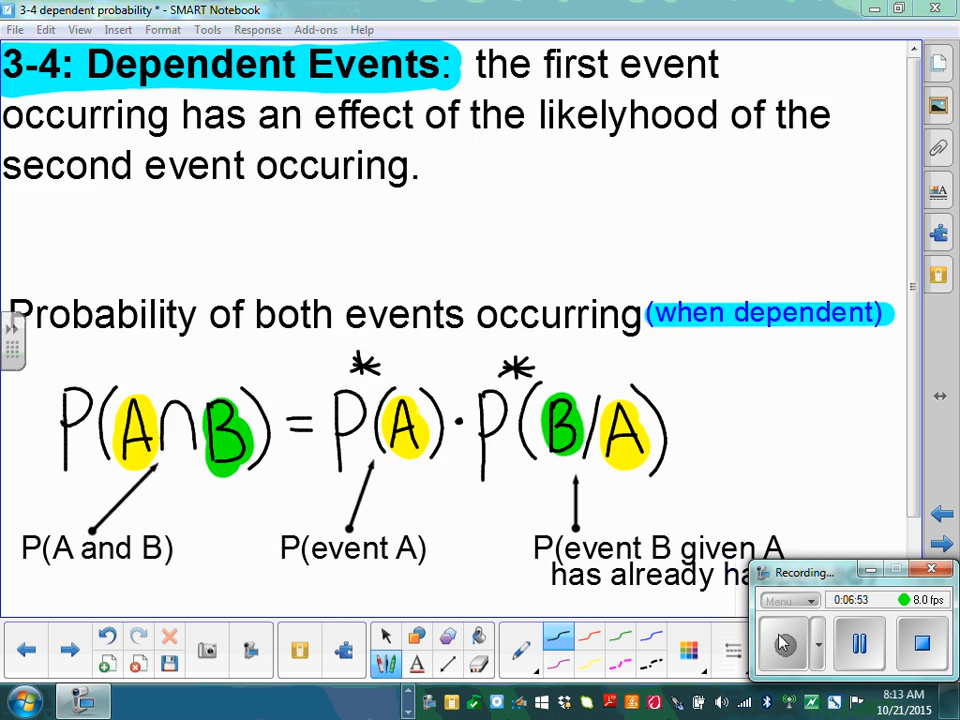 3-4 dependent probability * - SMART Notebook
File Edit View Insert Format Tools Response Add-ons Help
3-4: Dependent Events: the first event
occurring has an effect of the likelyhood of the
second event occuring.
Probability of both events occurring (when dependent)
* *
P(A∩B) = P(A) · P(B/A)
P(A and B) P(event A) P(event B given A
has already ha
Recording...
Menu 0:06:53 8.0 fps
8:13 AM
10/21/2015